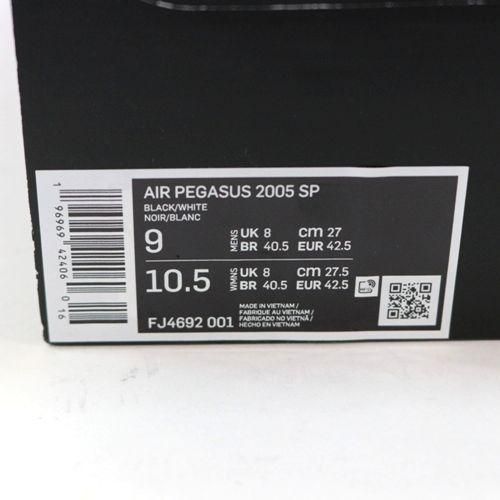 AIR PEGASUS 2005 SP
BLACK/WHITE
NOIR/BLANC
9 MENS UK 8 cm 27
BR 40.5 EUR 42.5
10.5 WMNS UK 8 cm 27.5
BR 40.5 EUR 42.5
FJ4692 001
MADE IN VIETNAM /
FABRIQUE AU VIETNAM /
FABRICADO NO VIETNÃ /
HECHO EN VIETNAM
1 96969 42406 0 16